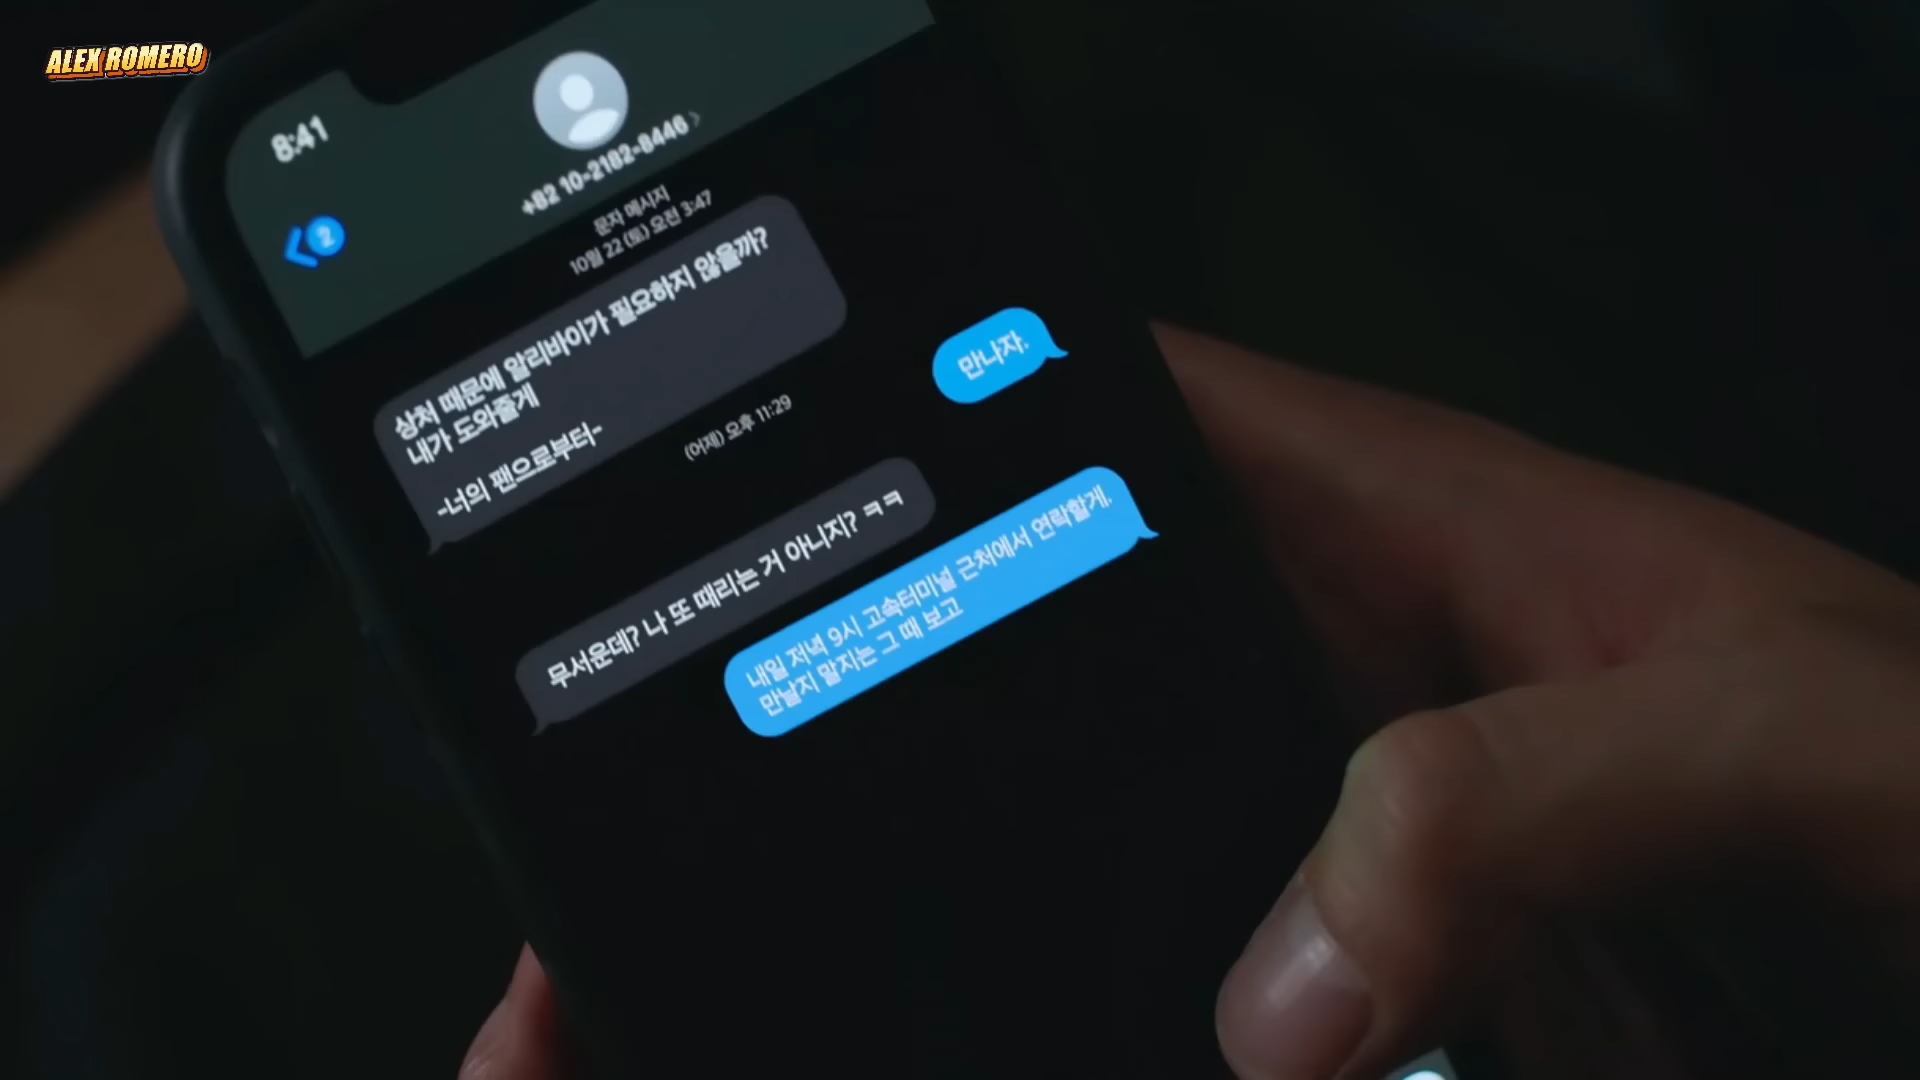 ALEX ROMERO
8:41
2
+82 10-2182-8446
문자 메시지
10월 22 (토) 오전 3:47
상처 때문에 알리바이가 필요하지 않을까?
내가 도와줄게
-너의 팬으로부터-
만나자.
(어제) 오후 11:29
무서운데? 나 또 때리는 거 아니지? ㅋㅋ
내일 저녁 9시 고속터미널 근처에서 연락할게.
만날지 말지는 그 때 보고